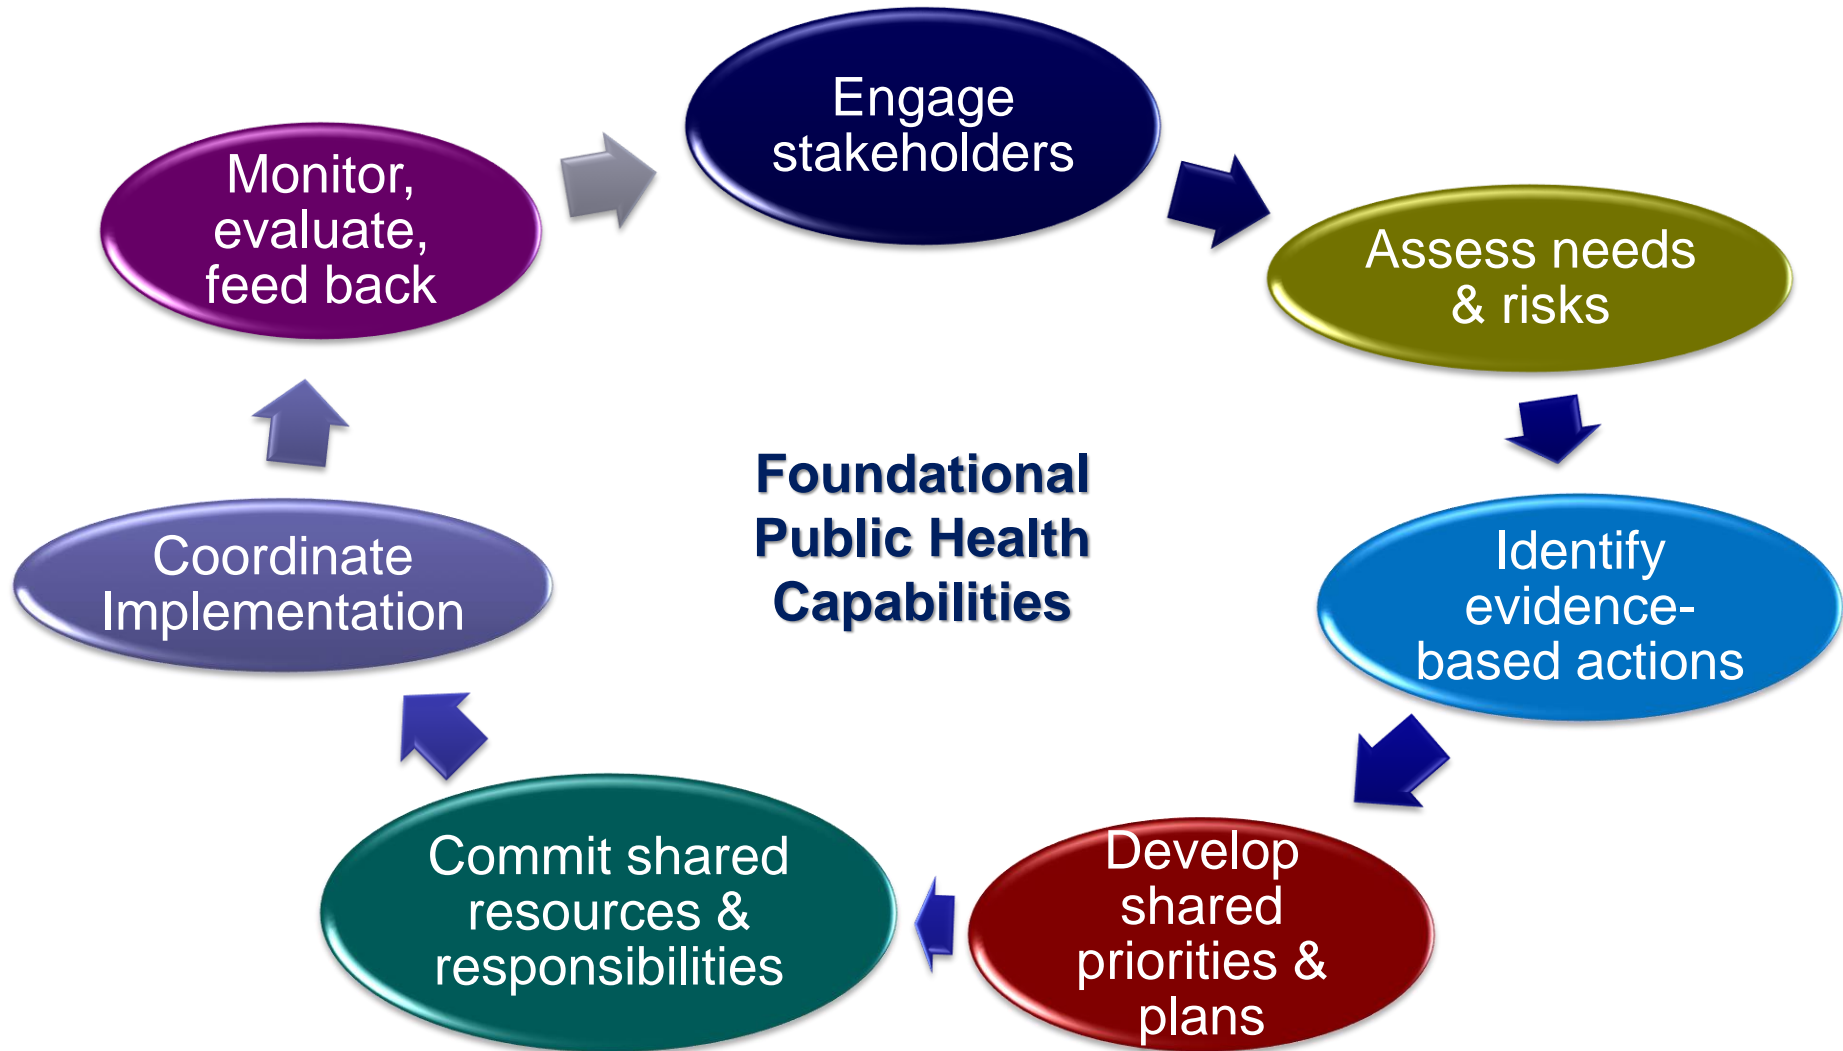 Engage
stakeholders
Assess needs
& risks
Identify
evidence-
based actions
Develop
shared
priorities &
plans
Commit shared
resources &
responsibilities
Coordinate
Implementation
Monitor,
evaluate,
feed back
Foundational
Public Health
Capabilities